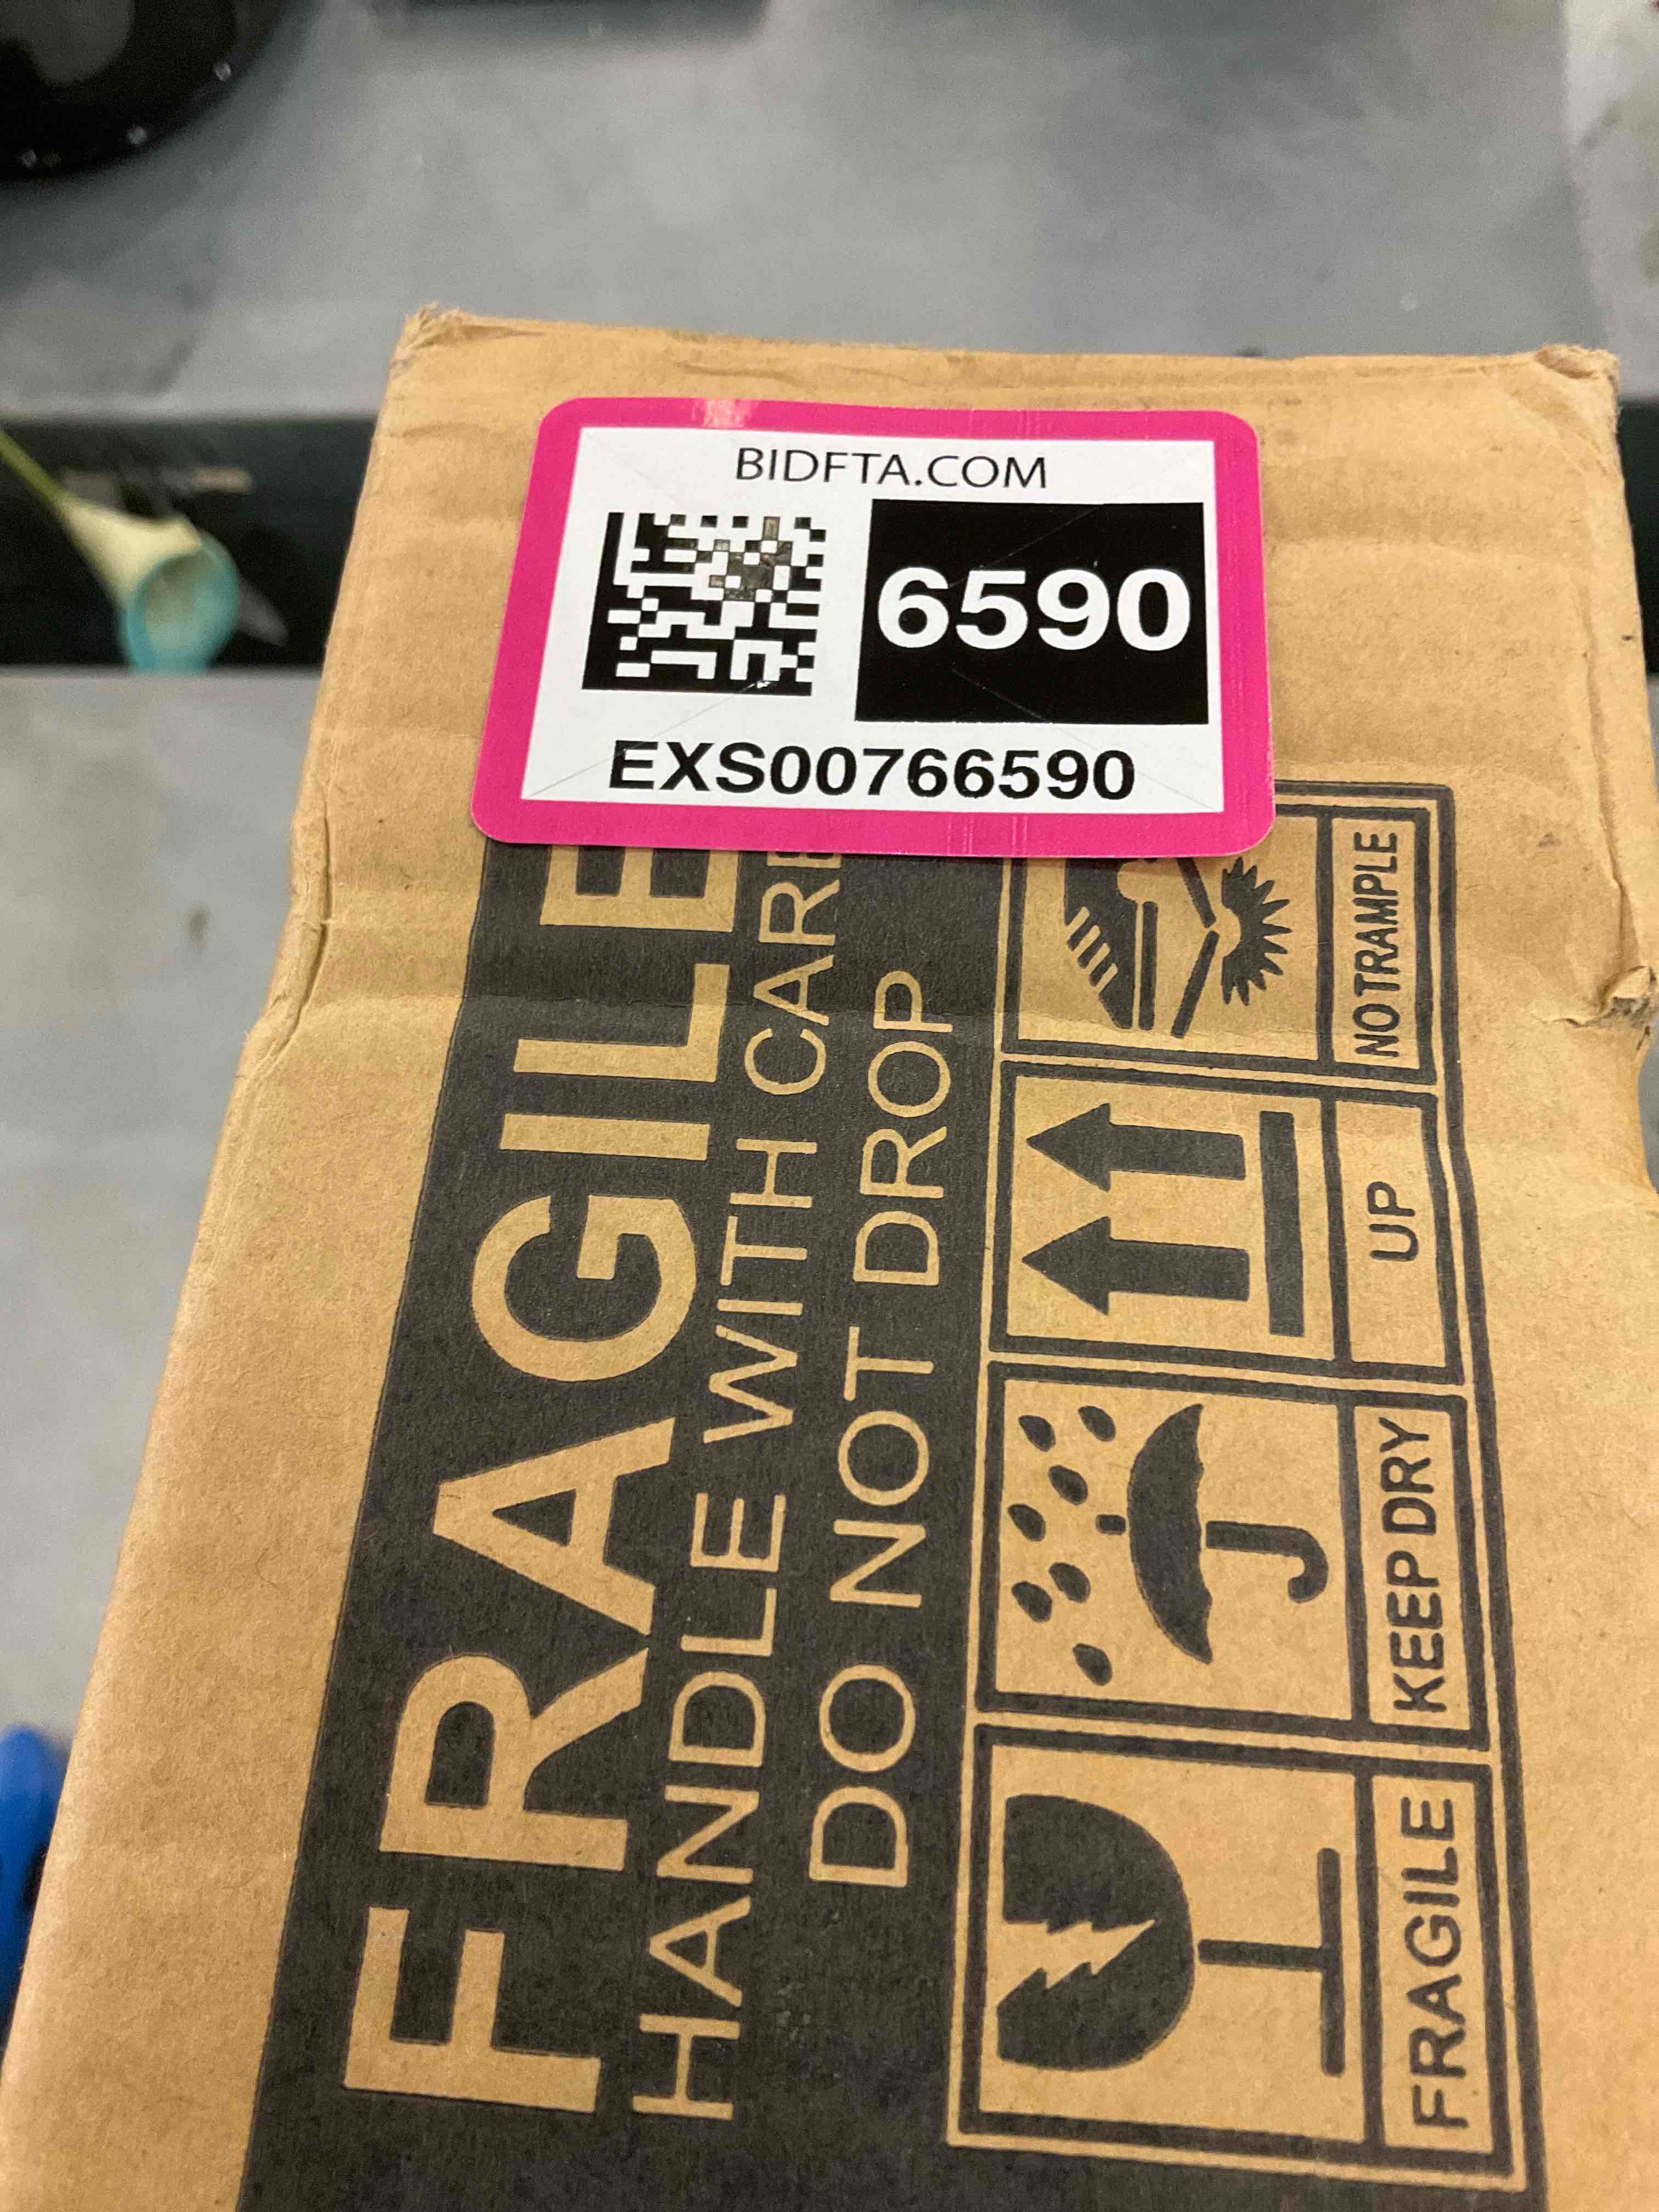 BIDFTA.COM
6590
EXS00766590
FRAGILE
HANDLE WITH CARE
DO NOT DROP
FRAGILE
KEEP DRY
UP
NO TRAMPLE